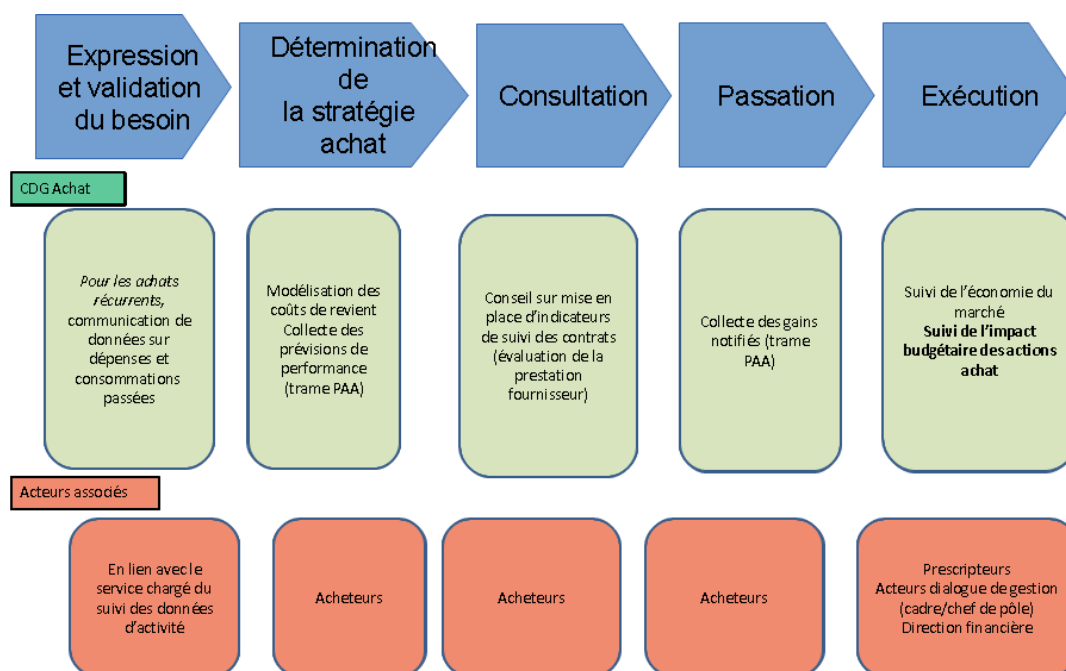 Expression
et validation
du besoin
Détermination
de
la stratégie
achat
Consultation
Passation
Exécution
CDG Achat
Pour les achats
récurrents,
communication de
données sur
dépenses et
consommations
passées
Modélisation des
coûts de revient
Collecte des
prévisions de
performance
(trame PAA)
Conseil sur mise en
place d'indicateurs
de suivi des contrats
(évaluation de la
prestation
fournisseur)
Collecte des gains
notifiés (trame
PAA)
Suivi de l'économie du
marché
Suivi de l'impact
budgétaire des actions
achat
Acteurs associés
En lien avec le
service chargé du
suivi des données
d'activité
Acheteurs
Acheteurs
Acheteurs
Prescripteurs
Acteurs dialogue de gestion
(cadre/chef de pôle)
Direction financière